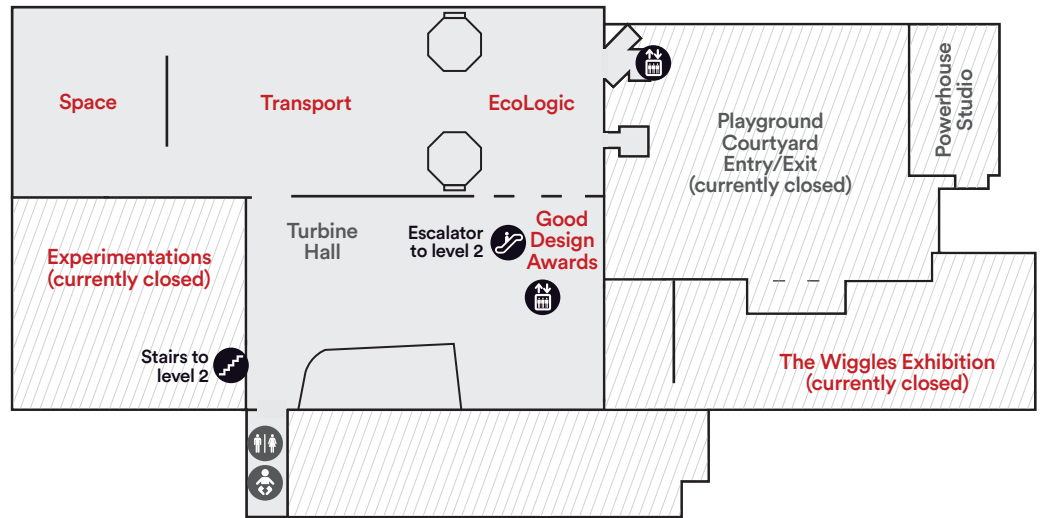 Space
Transport
EcoLogic
Playground
Courtyard
Entry/Exit
(currently closed)
Powerhouse
Studio
Experimentations
(currently closed)
Turbine
Hall
Escalator
to level 2
Good
Design
Awards
Stairs to
level 2
The Wiggles Exhibition
(currently closed)